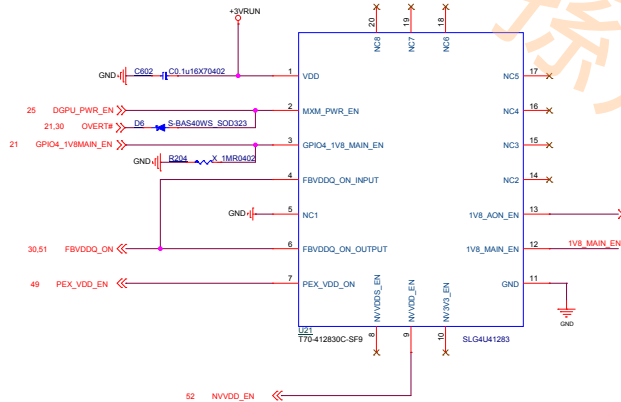 +3VRUN
20 19 18
NC8 NC7 NC6
GND C602 C0.1u16X70402 1 VDD NC5 17
25 DGPU_PWR_EN 2 MXM_PWR_EN NC4 16
21,30 OVERT# D6 S-BAS40WS_SOD323
21 GPIO4_1V8MAIN_EN 3 GPIO4_1V8_MAIN_EN NC3 15
GND R204 X_1MR0402
4 FBVDDQ_ON_INPUT NC2 14
GND 5 NC1 1V8_AON_EN 13
30,51 FBVDDQ_ON 6 FBVDDQ_ON_OUTPUT 1V8_MAIN_EN 12 1V8_MAIN_EN
49 PEX_VDD_EN 7 PEX_VDD_ON GND 11
NVVDDS_EN NVVDD_EN NV3V3_EN
GND
U21 8 9 10
T70-412830C-SF9 SLG4U41283
52 NVVDD_EN